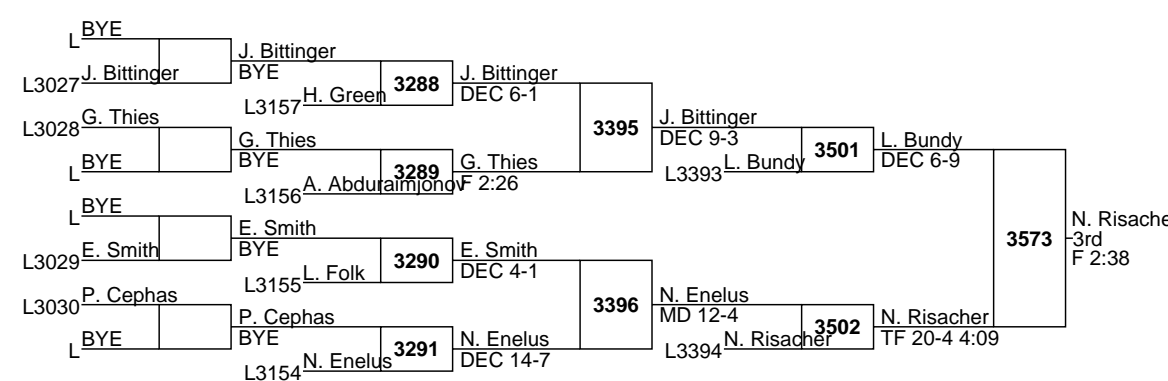 L BYE
L3027 J. Bittinger
L3028 G. Thies
L BYE
L BYE
L3029 E. Smith
L3030 P. Cephas
L BYE
J. Bittinger
BYE
L3157 H. Green
G. Thies
BYE
L3156 A. Abduraimjonov
E. Smith
BYE
L3155 L. Folk
P. Cephas
BYE
L3154 N. Enelus
3288
3289
3290
3291
J. Bittinger
DEC 6-1
G. Thies
F 2:26
E. Smith
DEC 4-1
N. Enelus
DEC 14-7
3395
3396
J. Bittinger
DEC 9-3
L3393 L. Bundy
N. Enelus
MD 12-4
L3394 N. Risacher
3501
3502
L. Bundy
DEC 6-9
N. Risacher
TF 20-4 4:09
3573
N. Risache
3rd
F 2:38